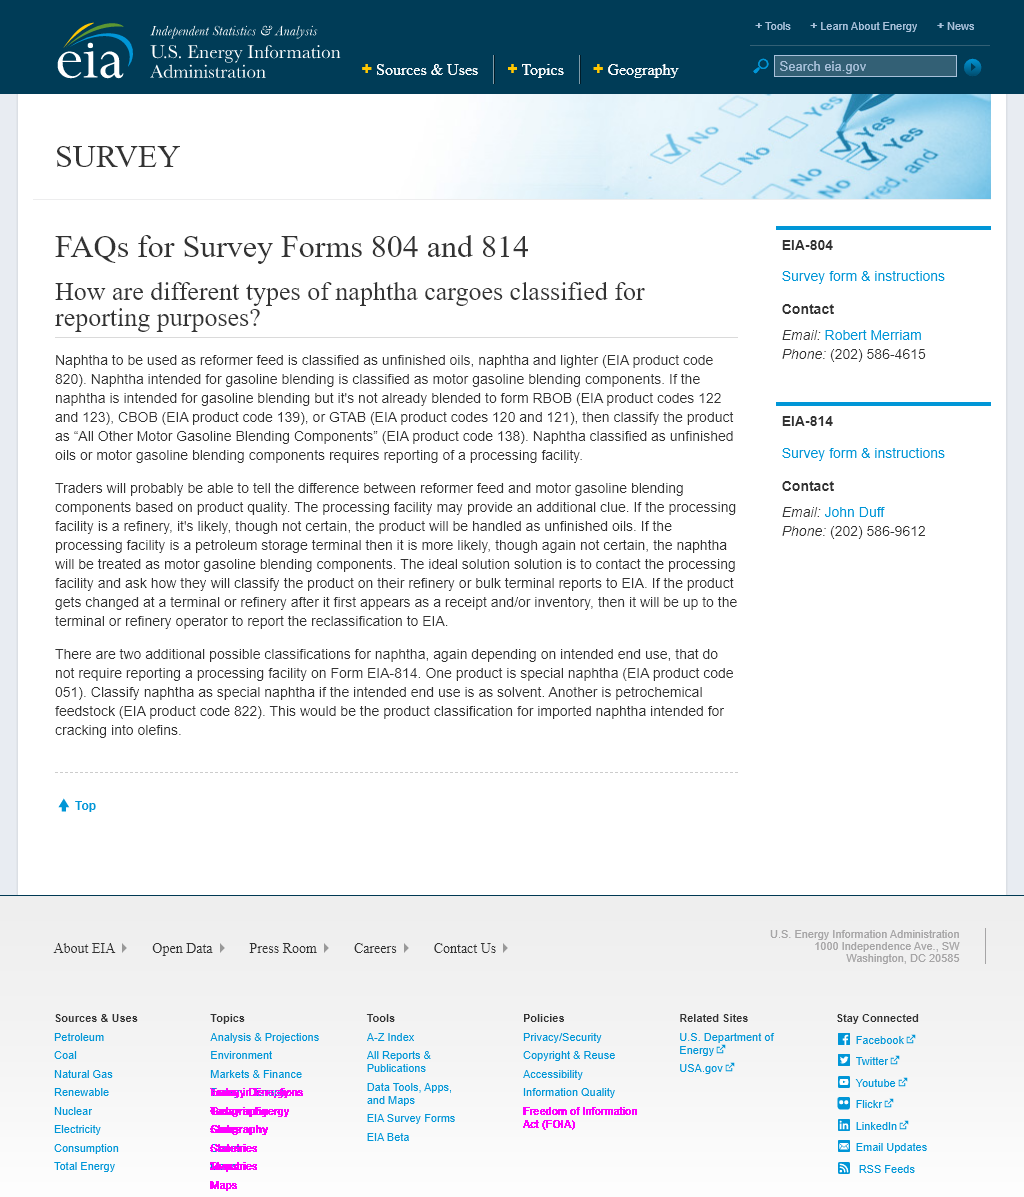 Independent Statistics & Analysis
U.S. Energy Information
Administration
eia
+ Sources & Uses
+ Topics
+ Geography
+ Tools
+ Learn About Energy
+ News
Search eia.gov
SURVEY
No
Yes
No
Yes
No
No
FAQs for Survey Forms 804 and 814
How are different types of naphtha cargoes classified for
reporting purposes?
Naphtha to be used as reformer feed is classified as unfinished oils, naphtha and lighter (EIA product code
820). Naphtha intended for gasoline blending is classified as motor gasoline blending components. If the
naphtha is intended for gasoline blending but it's not already blended to form RBOB (EIA product codes 122
and 123), CBOB (EIA product code 139), or GTAB (EIA product codes 120 and 121), then classify the product
as “All Other Motor Gasoline Blending Components” (EIA product code 138). Naphtha classified as unfinished
oils or motor gasoline blending components requires reporting of a processing facility.
Traders will probably be able to tell the difference between reformer feed and motor gasoline blending
components based on product quality. The processing facility may provide an additional clue. If the processing
facility is a refinery, it's likely, though not certain, the product will be handled as unfinished oils. If the
processing facility is a petroleum storage terminal then it is more likely, though again not certain, the naphtha
will be treated as motor gasoline blending components. The ideal solution solution is to contact the processing
facility and ask how they will classify the product on their refinery or bulk terminal reports to EIA. If the product
gets changed at a terminal or refinery after it first appears as a receipt and/or inventory, then it will be up to the
terminal or refinery operator to report the reclassification to EIA.
There are two additional possible classifications for naphtha, again depending on intended end use, that do
not require reporting a processing facility on Form EIA-814. One product is special naphtha (EIA product code
051). Classify naphtha as special naphtha if the intended end use is as solvent. Another is petrochemical
feedstock (EIA product code 822). This would be the product classification for imported naphtha intended for
cracking into olefins.
Top
EIA-804
Survey form & instructions
Contact
Email: Robert Merriam
Phone: (202) 586-4615
EIA-814
Survey form & instructions
Contact
Email: John Duff
Phone: (202) 586-9612
About EIA
Open Data
Press Room
Careers
Contact Us
U.S. Energy Information Administration
1000 Independence Ave., SW
Washington, DC 20585
Sources & Uses
Petroleum
Coal
Natural Gas
Renewable
Nuclear
Electricity
Consumption
Total Energy
Topics
Analysis & Projections
Environment
Markets & Finance
Maps
Tools
A-Z Index
All Reports &
Publications
Data Tools, Apps,
and Maps
EIA Survey Forms
EIA Beta
Policies
Privacy/Security
Copyright & Reuse
Accessibility
Information Quality
Freedom of Information
Act (FOIA)
Related Sites
U.S. Department of
Energy
USA.gov
Stay Connected
Facebook
Twitter
Youtube
Flickr
LinkedIn
Email Updates
RSS Feeds